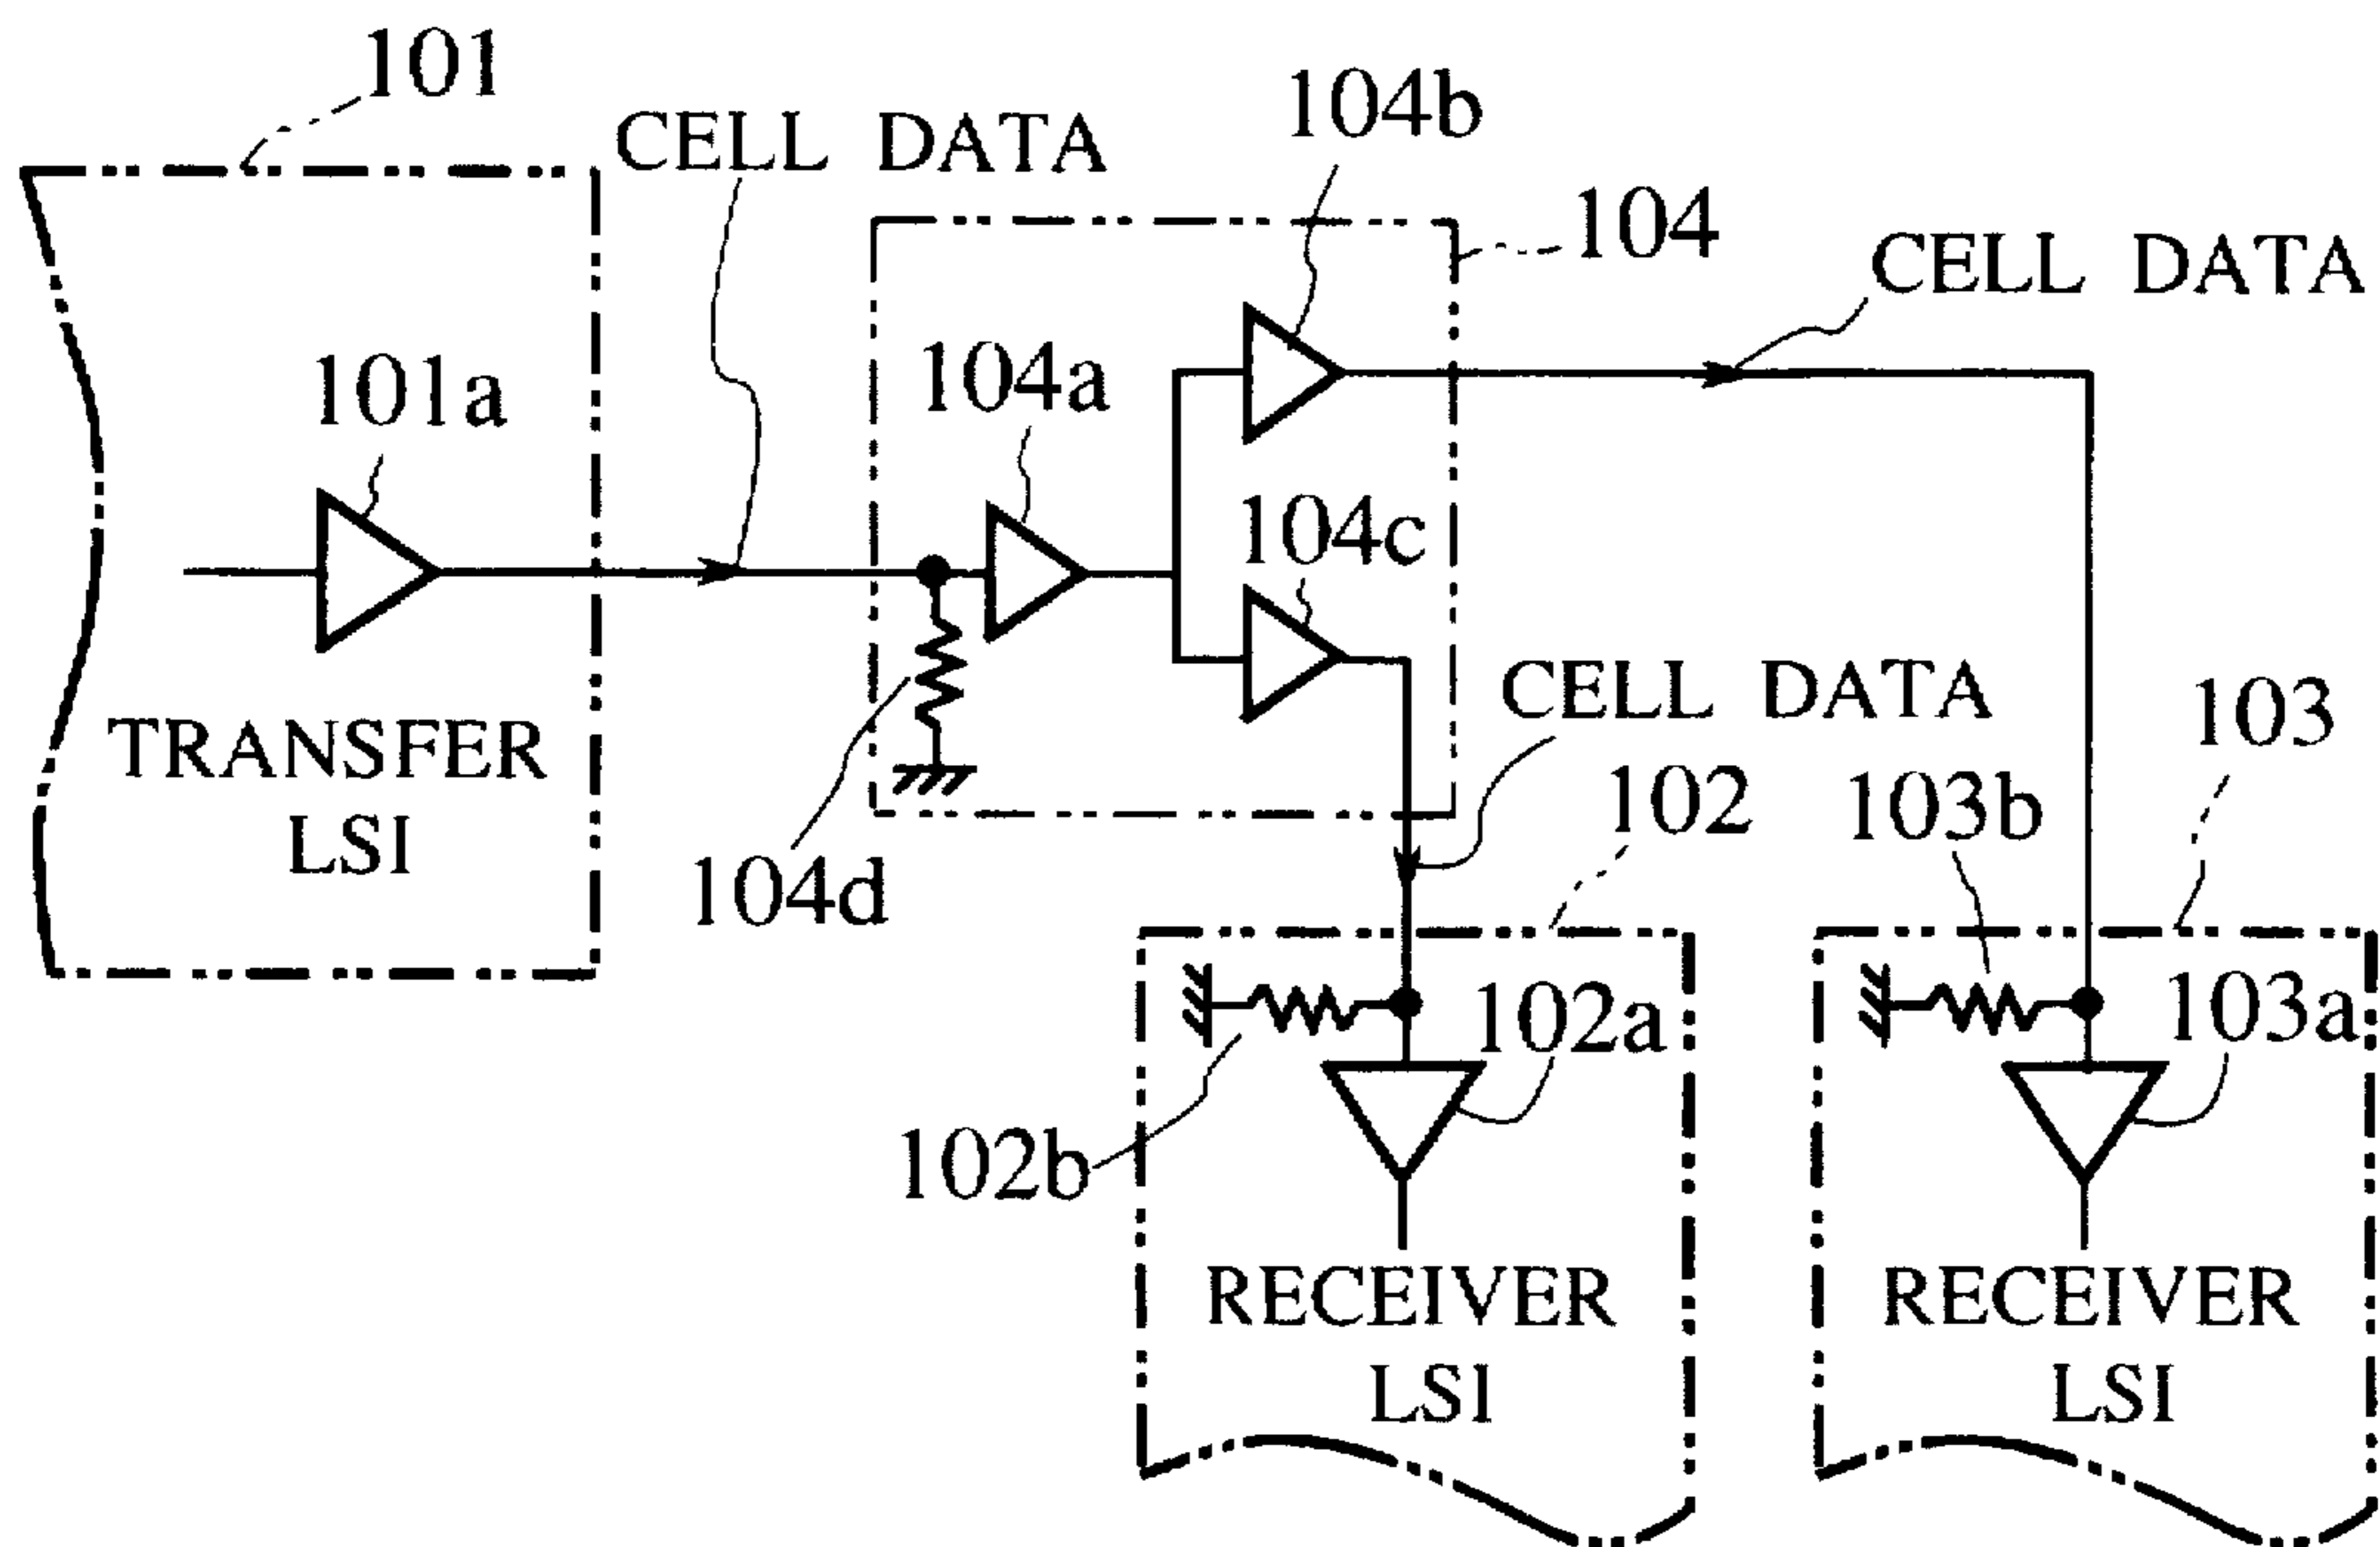 101
CELL DATA
104b
104
CELL DATA
101a
104a
104c
TRANSFER
LSI
104d
CELL DATA
102
103
103b
102a
103a
102b
RECEIVER
LSI
RECEIVER
LSI